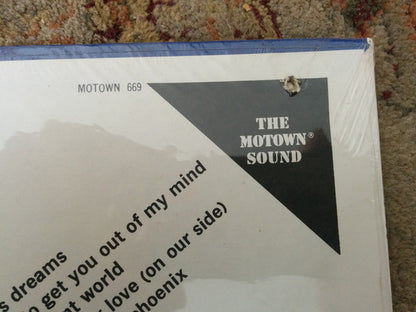 MOTOWN 669
THE
MOTOWN®
SOUND
dreams
get you out of my mind
world
love (on our side)
phoenix